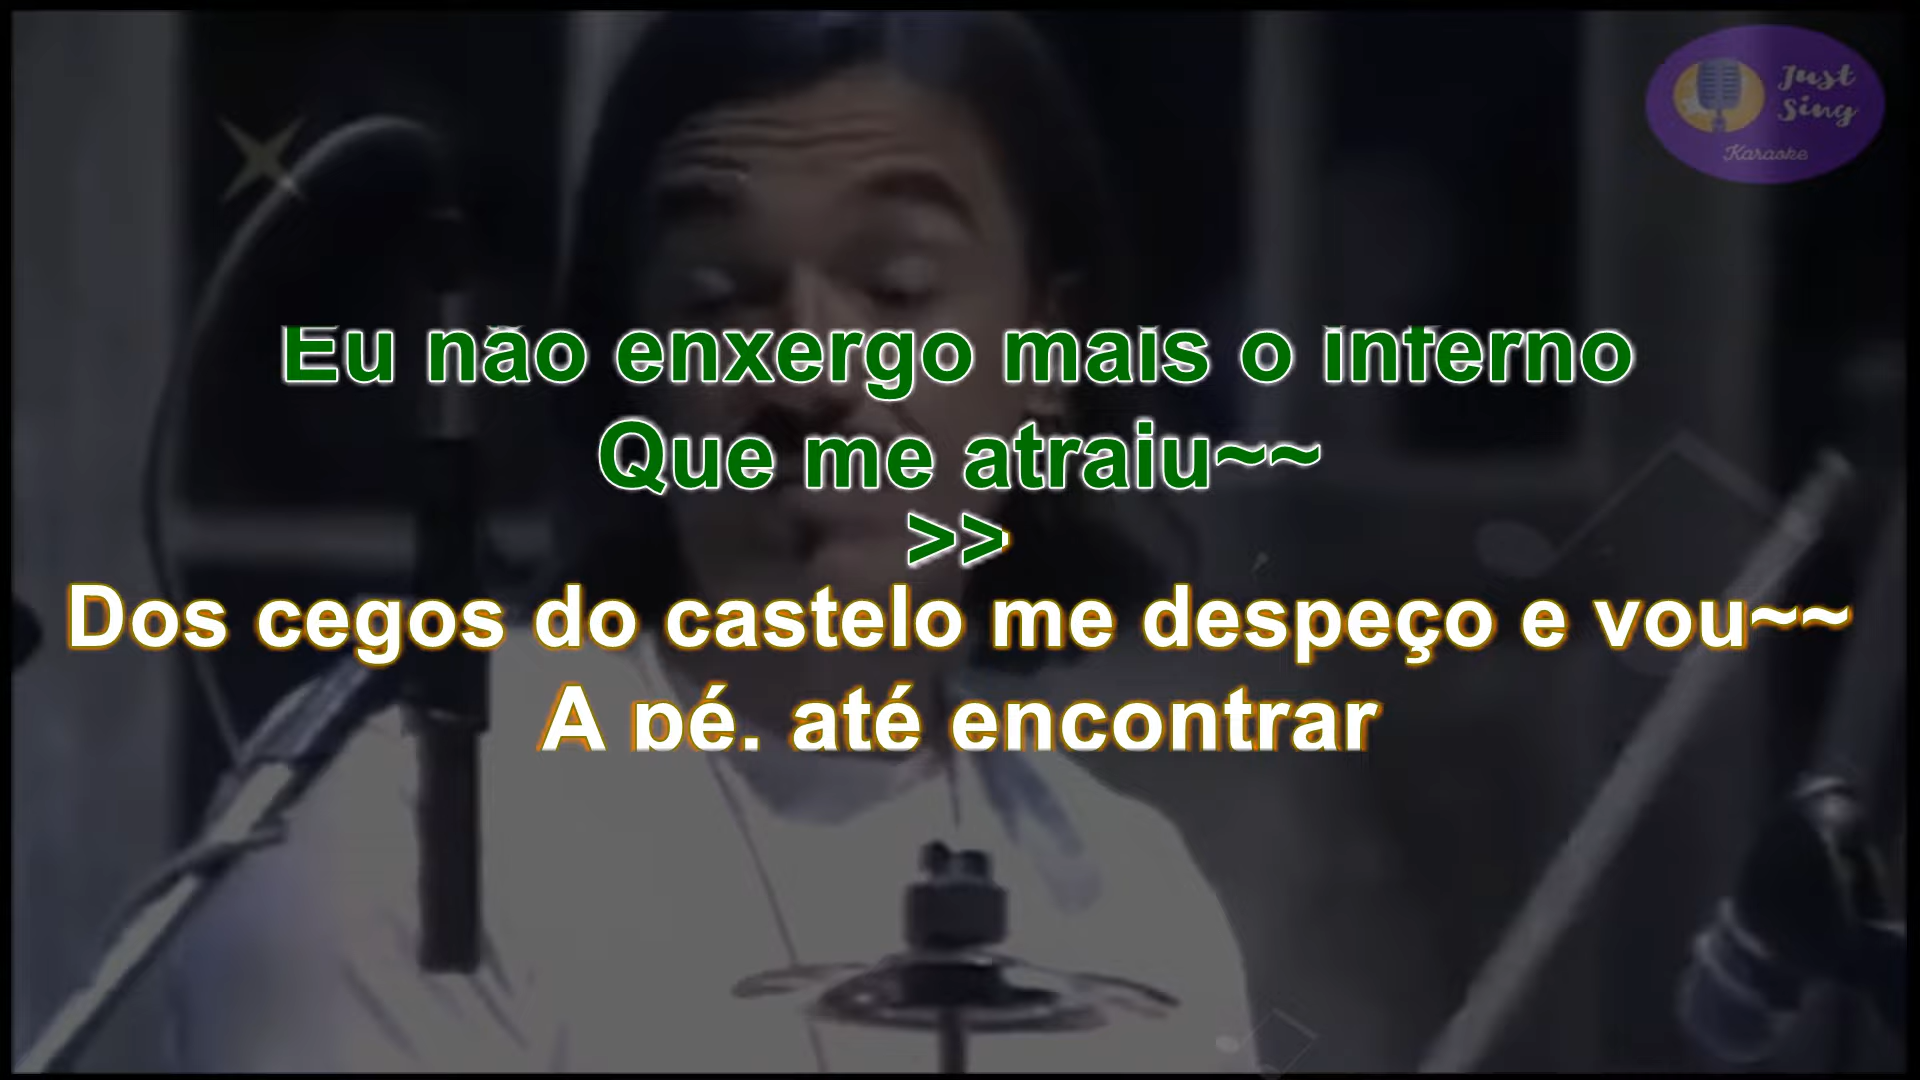 Just
Sing
Karaoke
Eu não enxergo mais o inferno
Que me atraiu~~
>>
Dos cegos do castelo me despeço e vou~~
A pé, até encontrar